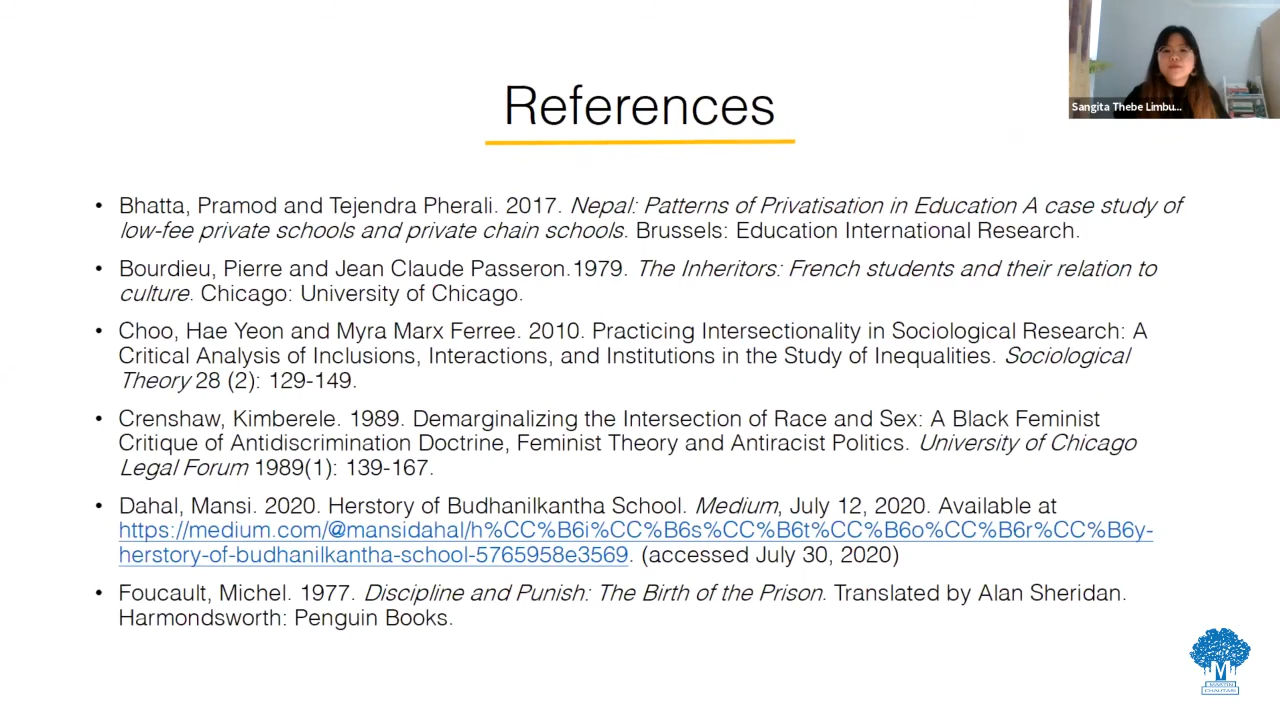 Sangita Thebe Limbu...
References
• Bhatta, Pramod and Tejendra Pherali. 2017. Nepal: Patterns of Privatisation in Education A case study of
low-fee private schools and private chain schools. Brussels: Education International Research.
• Bourdieu, Pierre and Jean Claude Passeron.1979. The Inheritors: French students and their relation to
culture. Chicago: University of Chicago.
• Choo, Hae Yeon and Myra Marx Ferree. 2010. Practicing Intersectionality in Sociological Research: A
Critical Analysis of Inclusions, Interactions, and Institutions in the Study of Inequalities. Sociological
Theory 28 (2): 129-149.
• Crenshaw, Kimberele. 1989. Demarginalizing the Intersection of Race and Sex: A Black Feminist
Critique of Antidiscrimination Doctrine, Feminist Theory and Antiracist Politics. University of Chicago
Legal Forum 1989(1): 139-167.
• Dahal, Mansi. 2020. Herstory of Budhanilkantha School. Medium, July 12, 2020. Available at
https://medium.com/@mansidahal/h%CC%B6i%CC%B6s%CC%B6t%CC%B6o%CC%B6r%CC%B6y-
herstory-of-budhanilkantha-school-5765958e3569. (accessed July 30, 2020)
• Foucault, Michel. 1977. Discipline and Punish: The Birth of the Prison. Translated by Alan Sheridan.
Harmondsworth: Penguin Books.
M
MARTIN
CHAUTARI